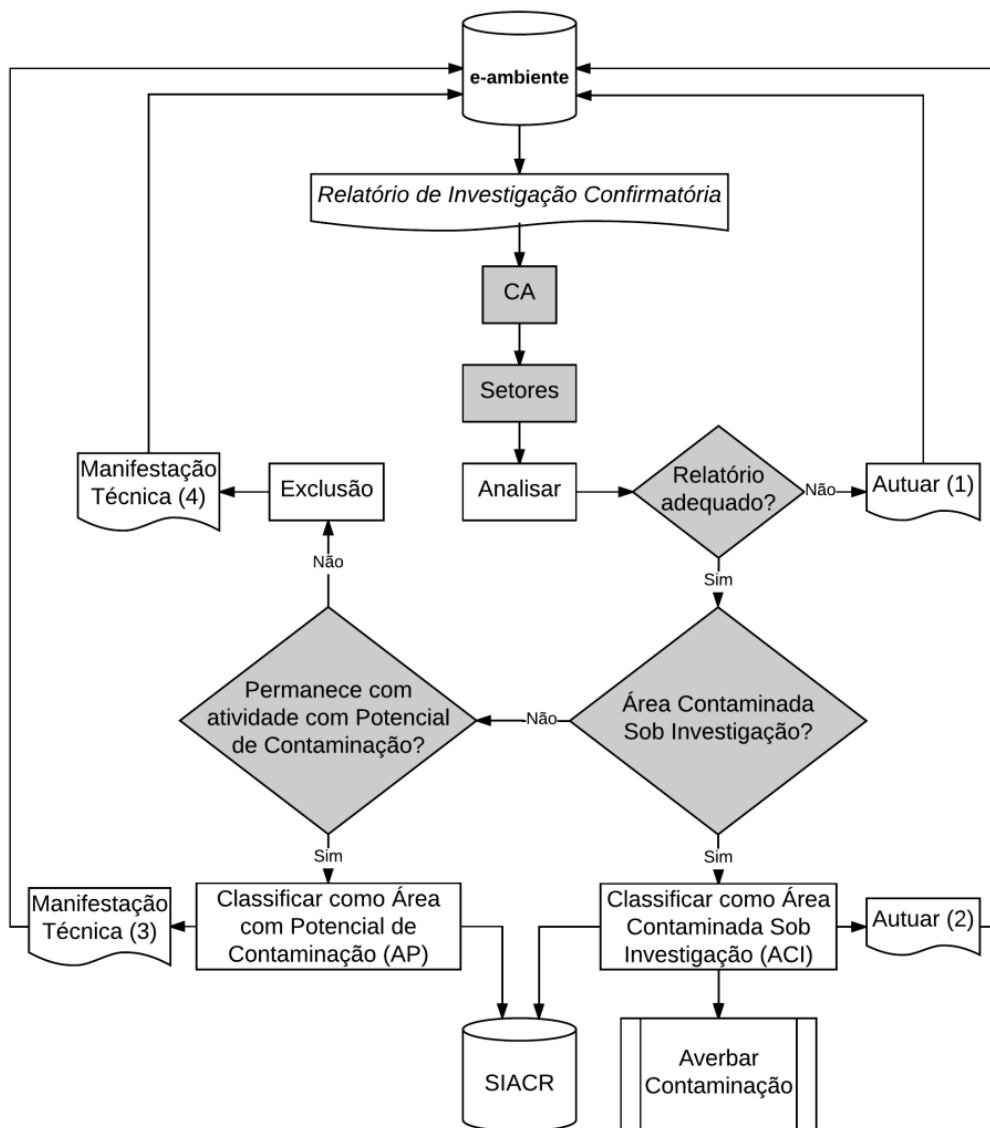 e-ambiente
Relatório de Investigação Confirmatória
CA
Setores
Manifestação
Técnica (4)
Exclusão
Analisar
Relatório
adequado?
Não
Autuar (1)
Não
Sim
Permanece com
atividade com Potencial
de Contaminação?
Não
Área Contaminada
Sob Investigação?
Sim
Sim
Manifestação
Técnica (3)
Classificar como Área
com Potencial de
Contaminação (AP)
Classificar como Área
Contaminada Sob
Investigação (ACI)
Autuar (2)
SIACR
Averbar
Contaminação